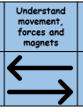 Understand
movement,
forces and
magnets